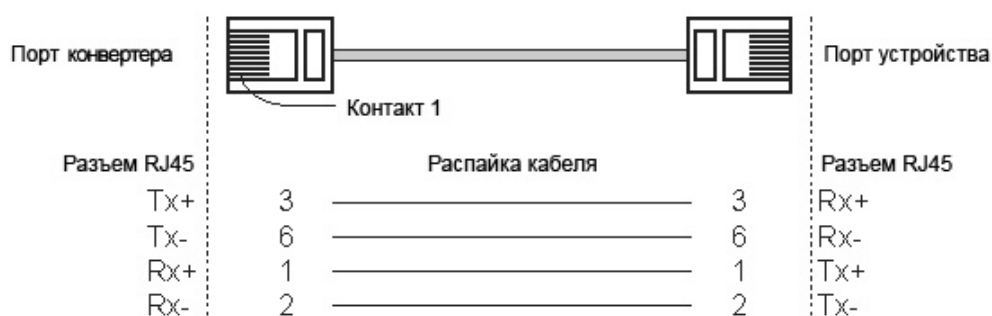 Порт конвертера
Порт устройства
Контакт 1
Разъем RJ45 Распайка кабеля Разъем RJ45
Tx+ 3 3 Rx+
Tx- 6 6 Rx-
Rx+ 1 1 Tx+
Rx- 2 2 Tx-